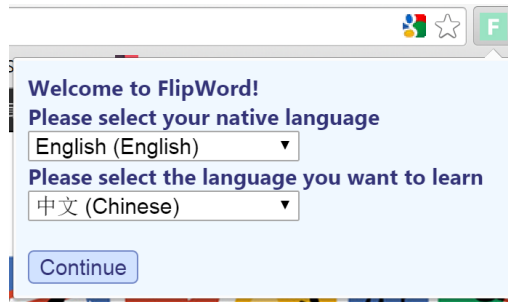 F
Welcome to FlipWord!
Please select your native language
English (English)
Please select the language you want to learn
中文 (Chinese)
Continue